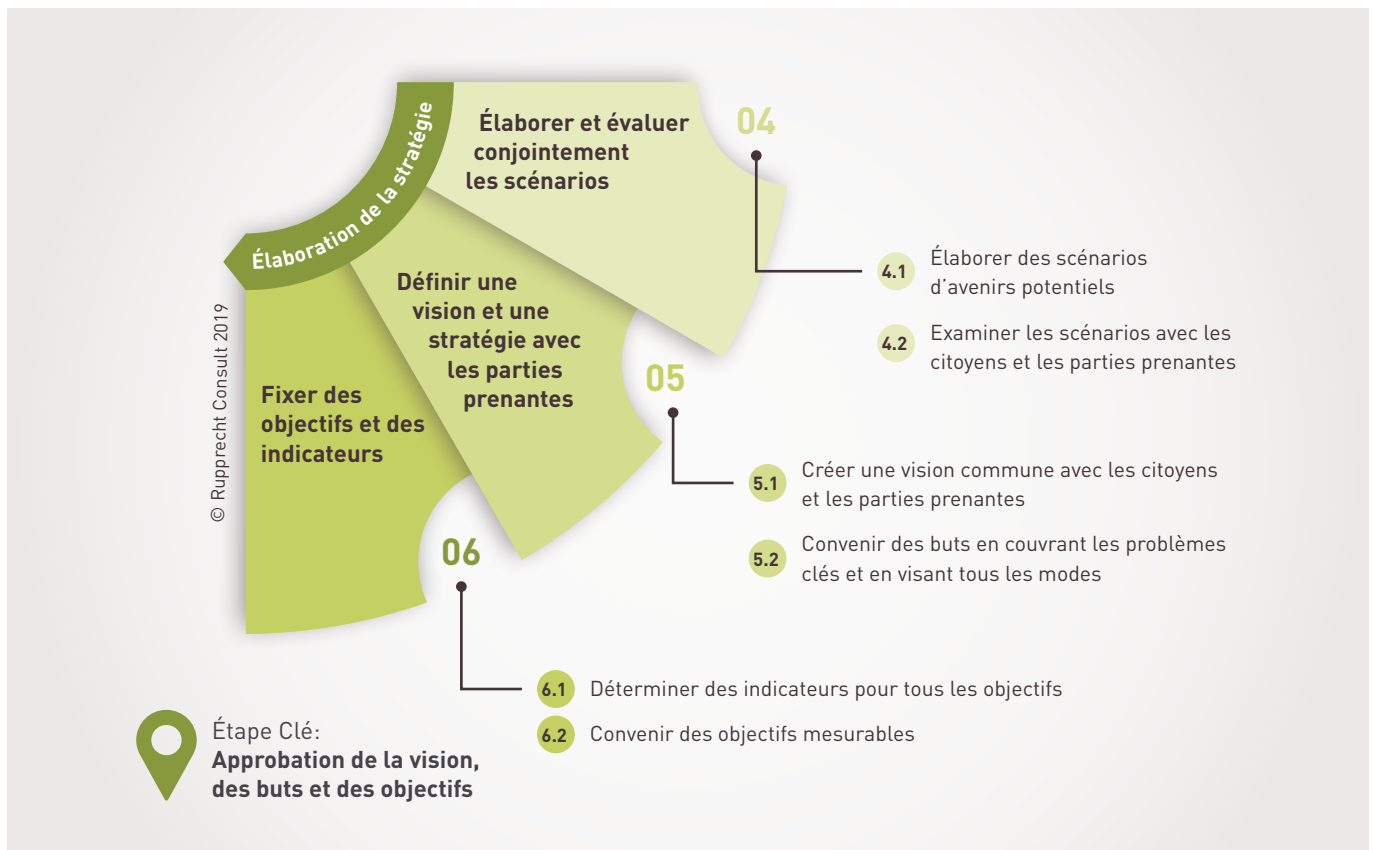 Élaboration de la stratégie
Élaborer et évaluer
conjointement
les scénarios
04
4.1 Élaborer des scénarios
d'avenirs potentiels
4.2 Examiner les scénarios avec les
citoyens et les parties prenantes
Définir une
vision et une
stratégie avec
les parties
prenantes
05
5.1 Créer une vision commune avec les citoyens
et les parties prenantes
5.2 Convenir des buts en couvrant les problèmes
clés et en visant tous les modes
Fixer des
objectifs et des
indicateurs
06
6.1 Déterminer des indicateurs pour tous les objectifs
6.2 Convenir des objectifs mesurables
© Rupprecht Consult 2019
Étape Clé:
Approbation de la vision,
des buts et des objectifs